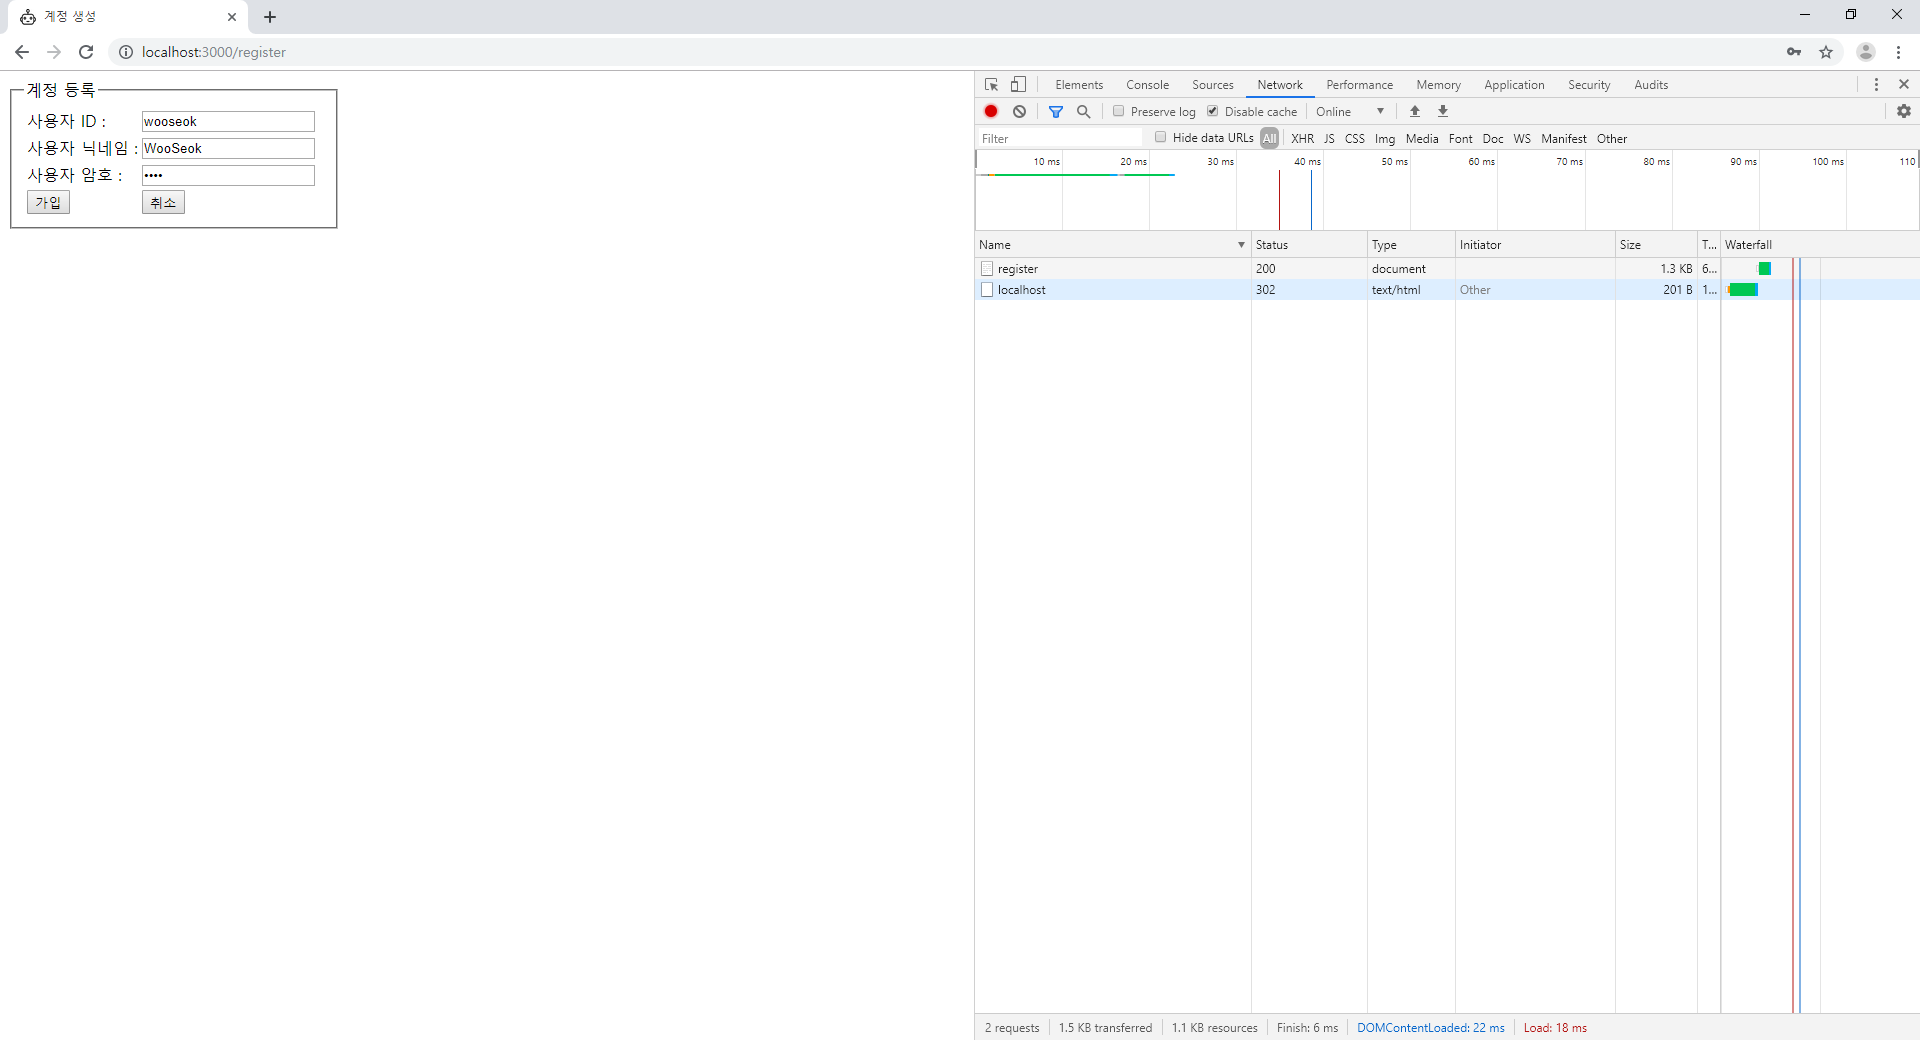 계정 생성
localhost:3000/register
계정 등록
사용자 ID : wooseok
사용자 닉네임 : WooSeok
사용자 암호 : ••••
가입 취소
Elements Console Sources Network Performance Memory Application Security Audits
Preserve log Disable cache Online
Filter Hide data URLs All XHR JS CSS Img Media Font Doc WS Manifest Other
10 ms 20 ms 30 ms 40 ms 50 ms 60 ms 70 ms 80 ms 90 ms 100 ms 110
Name Status Type Initiator Size T... Waterfall
register 200 document 1.3 KB 6...
localhost 302 text/html Other 201 B 1...
2 requests 1.5 KB transferred 1.1 KB resources Finish: 6 ms DOMContentLoaded: 22 ms Load: 18 ms